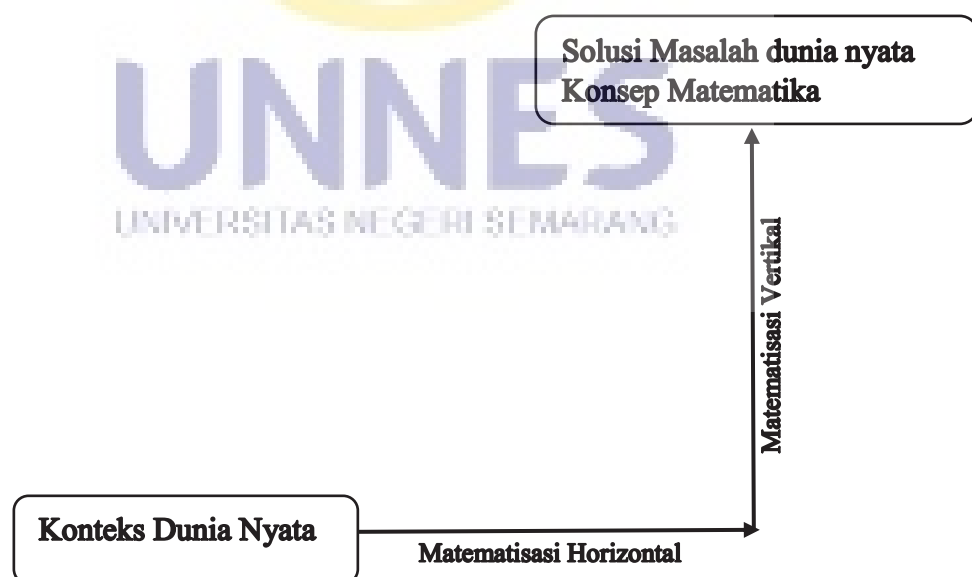 UNNES
UNIVERSITAS NEGERI SEMARANG
Solusi Masalah dunia nyata
Konsep Matematika
Matematisasi Vertikal
Konteks Dunia Nyata
Matematisasi Horizontal